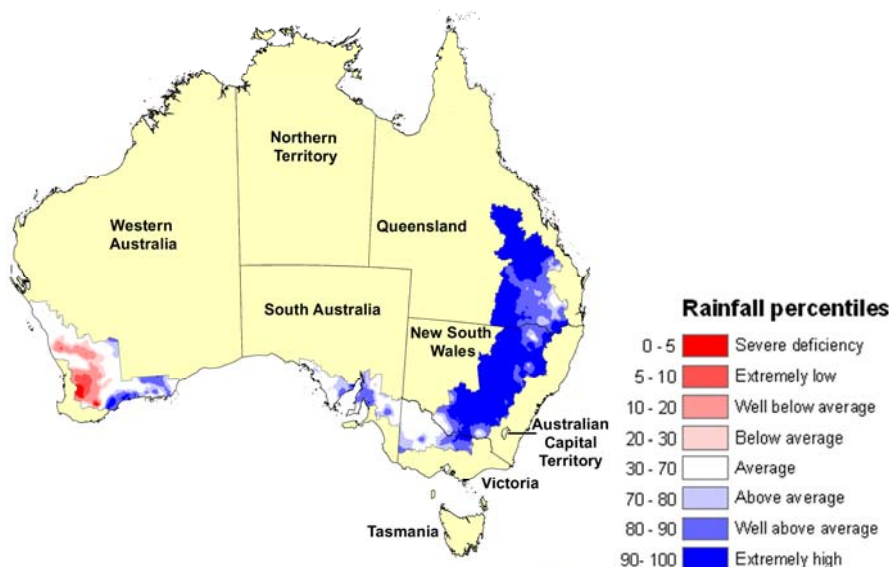 Northern
Territory
Western
Australia
Queensland
South Australia
New South
Wales
Australian
Capital
Territory
Victoria
Tasmania
Rainfall percentiles
0 - 5 Severe deficiency
5 - 10 Extremely low
10 - 20 Well below average
20 - 30 Below average
30 - 70 Average
70 - 80 Above average
80 - 90 Well above average
90- 100 Extremely high